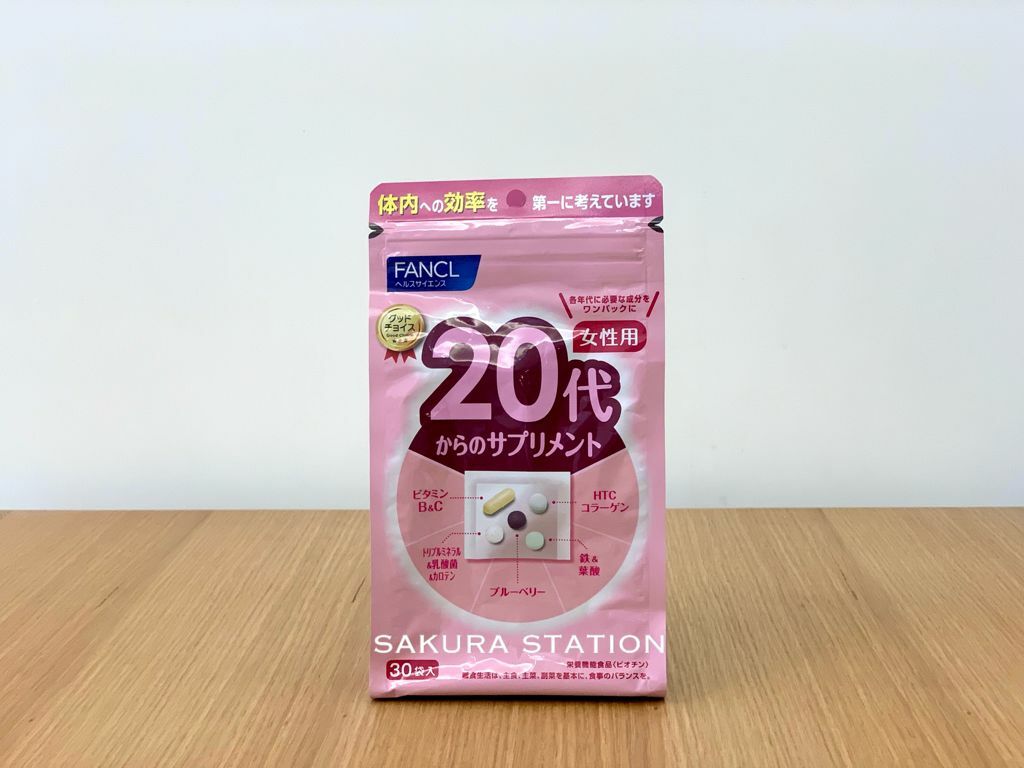 体内への効率を 第一に考えています
FANCL
ヘルスサイエンス
各年代に必要な成分を
ワンパックに
グッド
チョイス
Good Choice
女性用
20代
からのサプリメント
ビタミン
B&C
HTC
コラーゲン
トリプルミネラル
&乳酸菌
&カロテン
鉄&
葉酸
ブルーベリー
SAKURA STATION
30袋入
栄養機能食品(ビオチン)
●食生活は、主食、主菜、副菜を基本に、食事のバランスを。